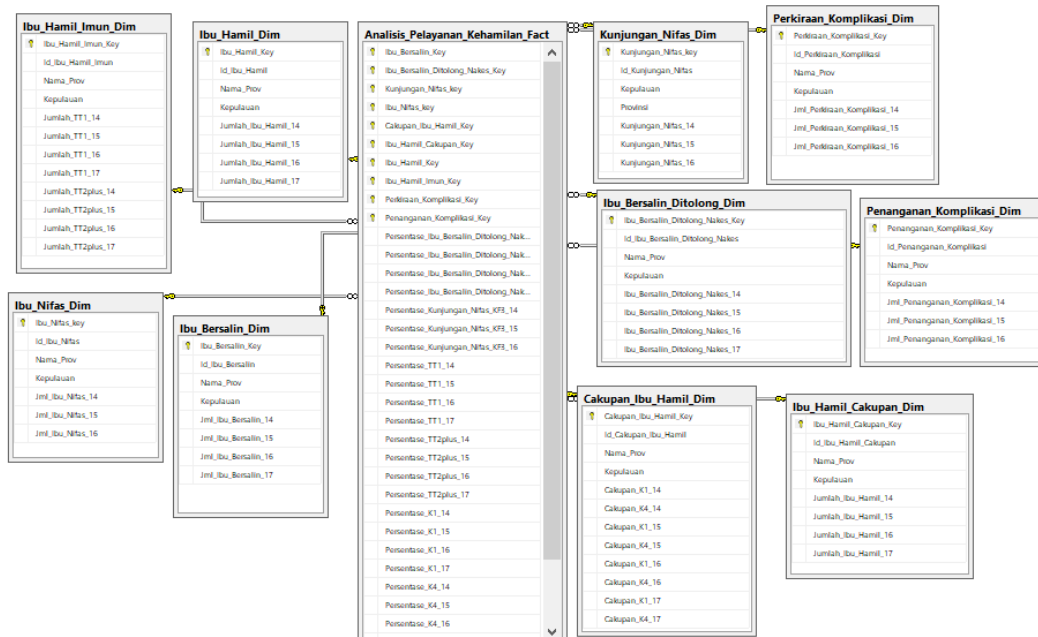 Ibu_Hamil_Imun_Dim
Ibu_Hamil_Imun_Key
Id_Ibu_Hamil_Imun
Nama_Prov
Kepulauan
Jumlah_TT1_14
Jumlah_TT1_15
Jumlah_TT1_16
Jumlah_TT1_17
Jumlah_TT2plus_14
Jumlah_TT2plus_15
Jumlah_TT2plus_16
Jumlah_TT2plus_17
Ibu_Hamil_Dim
Ibu_Hamil_Key
Id_Ibu_Hamil
Nama_Prov
Kepulauan
Jumlah_Ibu_Hamil_14
Jumlah_Ibu_Hamil_15
Jumlah_Ibu_Hamil_16
Jumlah_Ibu_Hamil_17
Ibu_Nifas_Dim
Ibu_Nifas_key
Id_Ibu_Nifas
Nama_Prov
Kepulauan
Jml_Ibu_Nifas_14
Jml_Ibu_Nifas_15
Jml_Ibu_Nifas_16
Ibu_Bersalin_Dim
Ibu_Bersalin_Key
Id_Ibu_Bersalin
Nama_Prov
Kepulauan
Jml_Ibu_Bersalin_14
Jml_Ibu_Bersalin_15
Jml_Ibu_Bersalin_16
Jml_Ibu_Bersalin_17
Analisis_Pelayanan_Kehamilan_Fact
Ibu_Bersalin_Key
Ibu_Bersalin_Ditolong_Nakes_Key
Kunjungan_Nifas_key
Ibu_Nifas_key
Cakupan_Ibu_Hamil_Key
Ibu_Hamil_Cakupan_Key
Ibu_Hamil_Key
Ibu_Hamil_Imun_Key
Perkiraan_Komplikasi_Key
Penanganan_Komplikasi_Key
Persentase_Ibu_Bersalin_Ditolong_Nak...
Persentase_Ibu_Bersalin_Ditolong_Nak...
Persentase_Ibu_Bersalin_Ditolong_Nak...
Persentase_Ibu_Bersalin_Ditolong_Nake...
Persentase_Kunjungan_Nifas_KF3_14
Persentase_Kunjungan_Nifas_KF3_15
Persentase_Kunjungan_Nifas_KF3_16
Persentase_TT1_14
Persentase_TT1_15
Persentase_TT1_16
Persentase_TT1_17
Persentase_TT2plus_14
Persentase_TT2plus_15
Persentase_TT2plus_16
Persentase_TT2plus_17
Persentase_K1_14
Persentase_K1_15
Persentase_K1_16
Persentase_K1_17
Persentase_K4_14
Persentase_K4_15
Persentase_K4_16
Kunjungan_Nifas_Dim
Kunjungan_Nifas_key
Id_Kunjungan_Nifas
Kepulauan
Provinsi
Kunjungan_Nifas_14
Kunjungan_Nifas_15
Kunjungan_Nifas_16
Perkiraan_Komplikasi_Dim
Perkiraan_Komplikasi_Key
Id_Perkiraan_Komplikasi
Nama_Prov
Kepulauan
Jml_Perkiraan_Komplikasi_14
Jml_Perkiraan_Komplikasi_15
Jml_Perkiraan_Komplikasi_16
Ibu_Bersalin_Ditolong_Dim
Ibu_Bersalin_Ditolong_Nakes_Key
Id_Ibu_Bersalin_Ditolong_Nakes
Nama_Prov
Kepulauan
Ibu_Bersalin_Ditolong_Nakes_14
Ibu_Bersalin_Ditolong_Nakes_15
Ibu_Bersalin_Ditolong_Nakes_16
Ibu_Bersalin_Ditolong_Nakes_17
Penanganan_Komplikasi_Dim
Penanganan_Komplikasi_Key
Id_Penanganan_Komplikasi
Nama_Prov
Kepulauan
Jml_Penanganan_Komplikasi_14
Jml_Penanganan_Komplikasi_15
Jml_Penanganan_Komplikasi_16
Cakupan_Ibu_Hamil_Dim
Cakupan_Ibu_Hamil_Key
Id_Cakupan_Ibu_Hamil
Nama_Prov
Kepulauan
Cakupan_K1_14
Cakupan_K4_14
Cakupan_K1_15
Cakupan_K4_15
Cakupan_K1_16
Cakupan_K4_16
Cakupan_K1_17
Cakupan_K4_17
Ibu_Hamil_Cakupan_Dim
Ibu_Hamil_Cakupan_Key
Id_Ibu_Hamil_Cakupan
Nama_Prov
Kepulauan
Jumlah_Ibu_Hamil_14
Jumlah_Ibu_Hamil_15
Jumlah_Ibu_Hamil_16
Jumlah_Ibu_Hamil_17